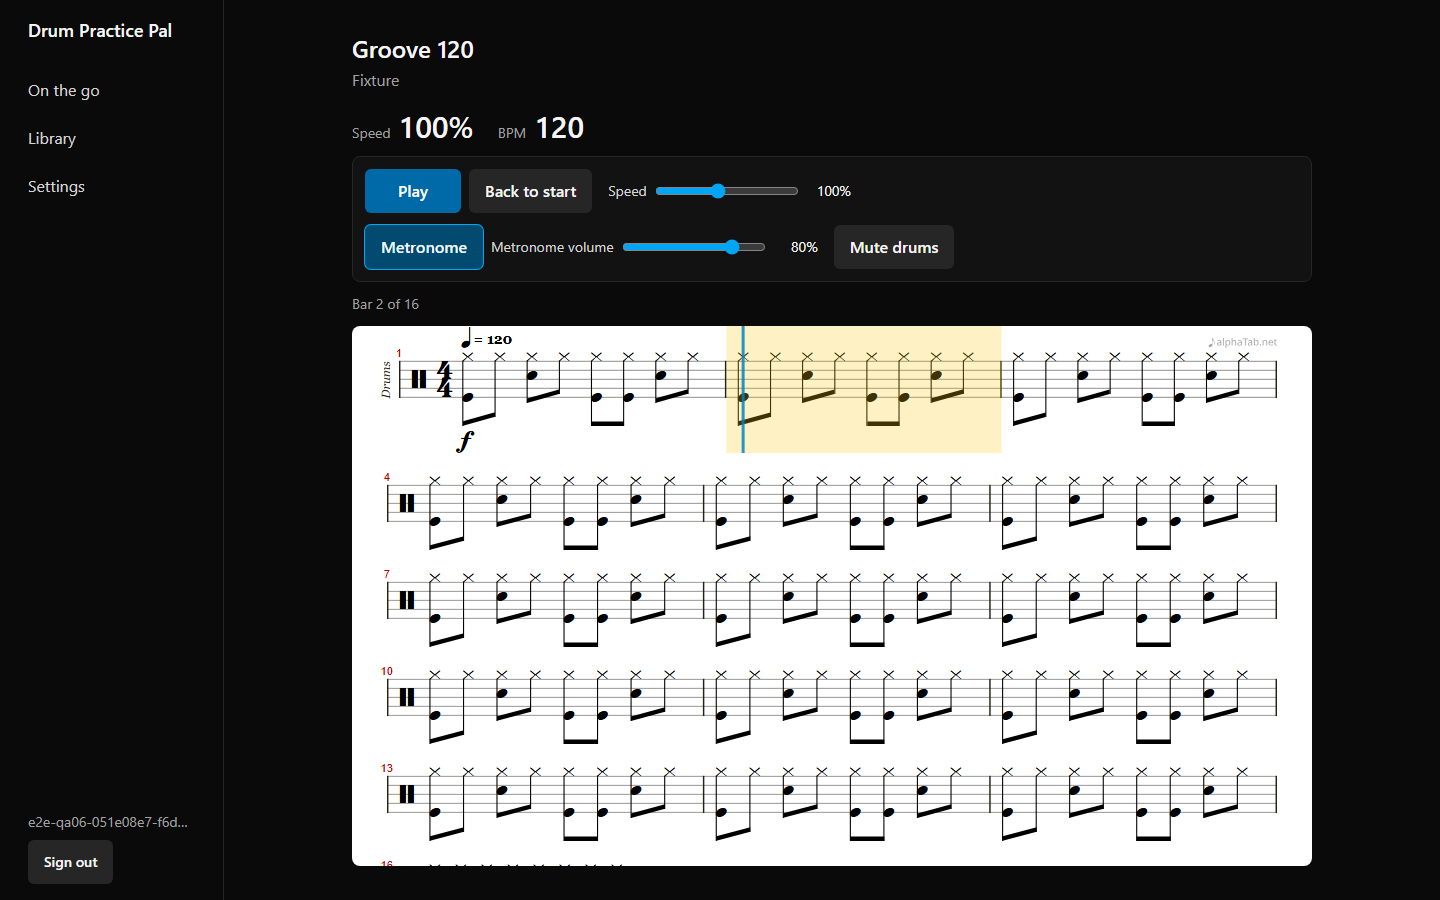 Drum Practice Pal
On the go
Library
Settings
e2e-qa06-051e08e7-f6d...
Sign out
Groove 120
Fixture
Speed 100% BPM 120
Play Back to start Speed 100%
Metronome Metronome volume 80% Mute drums
Bar 2 of 16
= 120
alphaTab.net
1
Drums
4
4
f
4
7
10
13
16